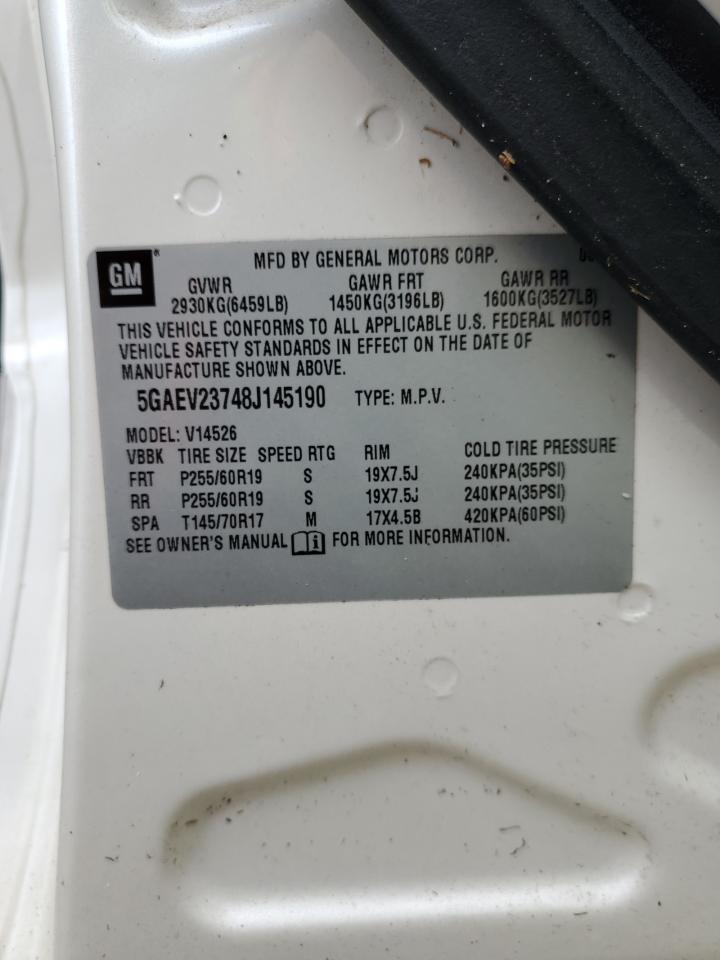 GM ® MFD BY GENERAL MOTORS CORP.
GVWR GAWR FRT GAWR RR
2930KG(6459LB) 1450KG(3196LB) 1600KG(3527LB)
THIS VEHICLE CONFORMS TO ALL APPLICABLE U.S. FEDERAL MOTOR
VEHICLE SAFETY STANDARDS IN EFFECT ON THE DATE OF
MANUFACTURE SHOWN ABOVE.
5GAEV23748J145190 TYPE: M.P.V.
MODEL: V14526
VBBK TIRE SIZE SPEED RTG RIM COLD TIRE PRESSURE
FRT P255/60R19 S 19X7.5J 240KPA(35PSI)
RR P255/60R19 S 19X7.5J 240KPA(35PSI)
SPA T145/70R17 M 17X4.5B 420KPA(60PSI)
SEE OWNER'S MANUAL i FOR MORE INFORMATION.